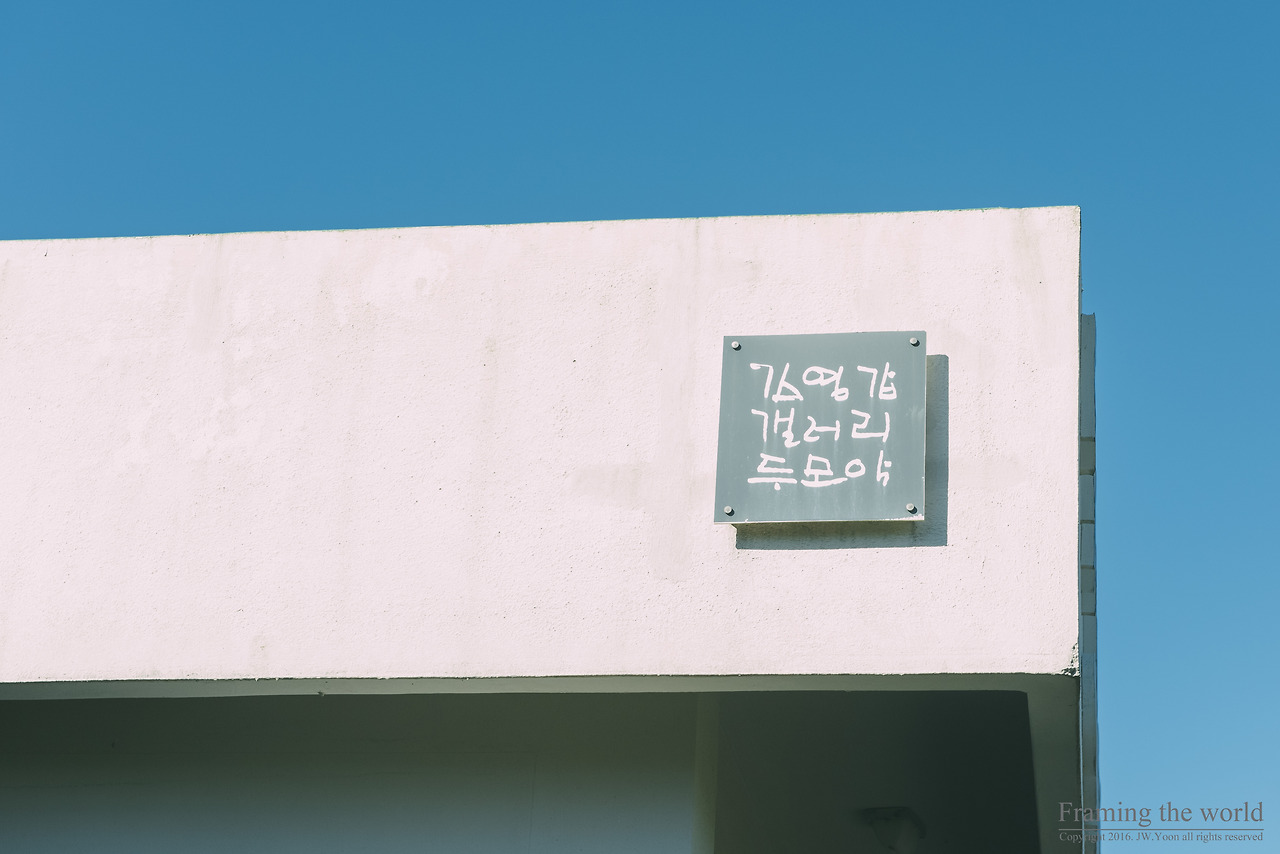 김영갑
갤러리
두모악
Framing the world
Copyright 2016. JW.Yoon all rights reserved